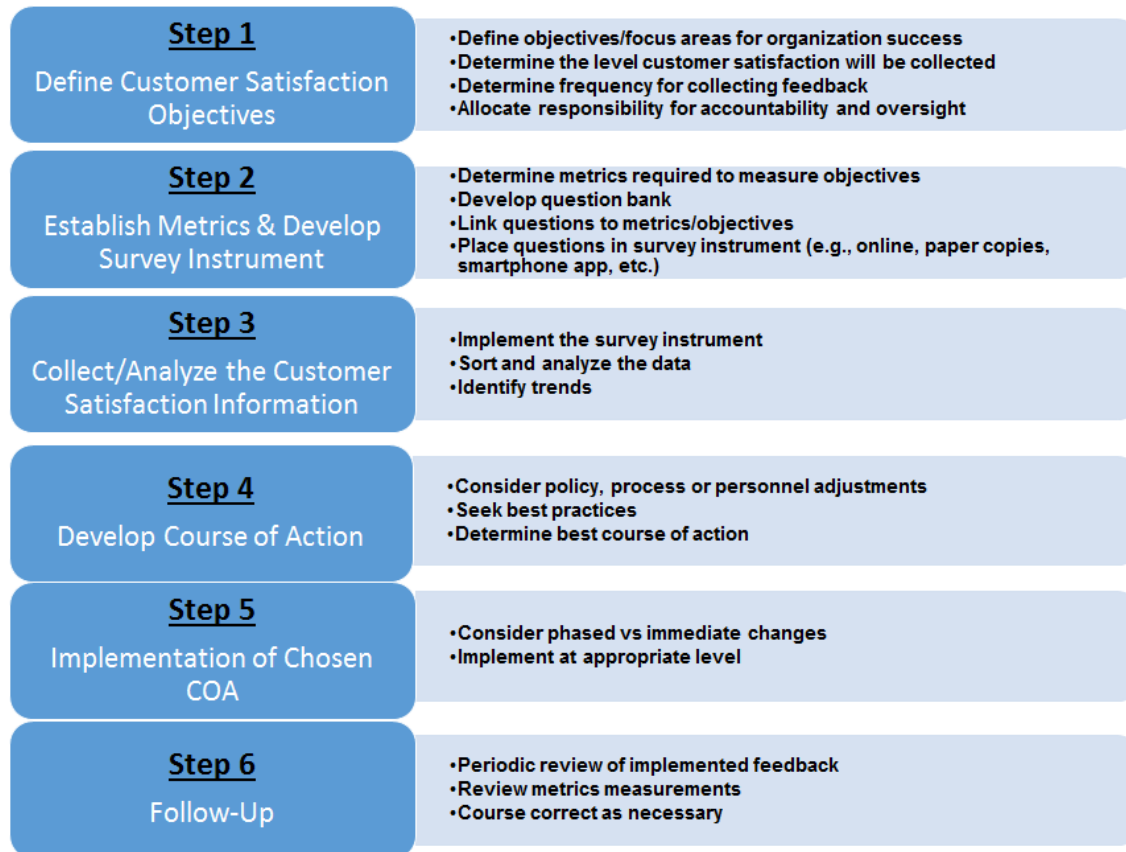 Step 1
Define Customer Satisfaction
Objectives
•Define objectives/focus areas for organization success
•Determine the level customer satisfaction will be collected
•Determine frequency for collecting feedback
•Allocate responsibility for accountability and oversight
Step 2
Establish Metrics & Develop
Survey Instrument
•Determine metrics required to measure objectives
•Develop question bank
•Link questions to metrics/objectives
•Place questions in survey instrument (e.g., online, paper copies,
smartphone app, etc.)
Step 3
Collect/Analyze the Customer
Satisfaction Information
•Implement the survey instrument
•Sort and analyze the data
•Identify trends
Step 4
Develop Course of Action
•Consider policy, process or personnel adjustments
•Seek best practices
•Determine best course of action
Step 5
Implementation of Chosen
COA
•Consider phased vs immediate changes
•Implement at appropriate level
Step 6
Follow-Up
•Periodic review of implemented feedback
•Review metrics measurements
•Course correct as necessary